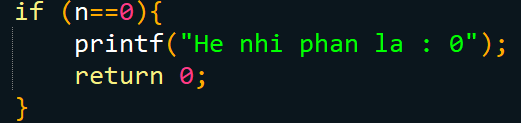 if (n==0){
    printf("He nhi phan la : 0");
    return 0;
}